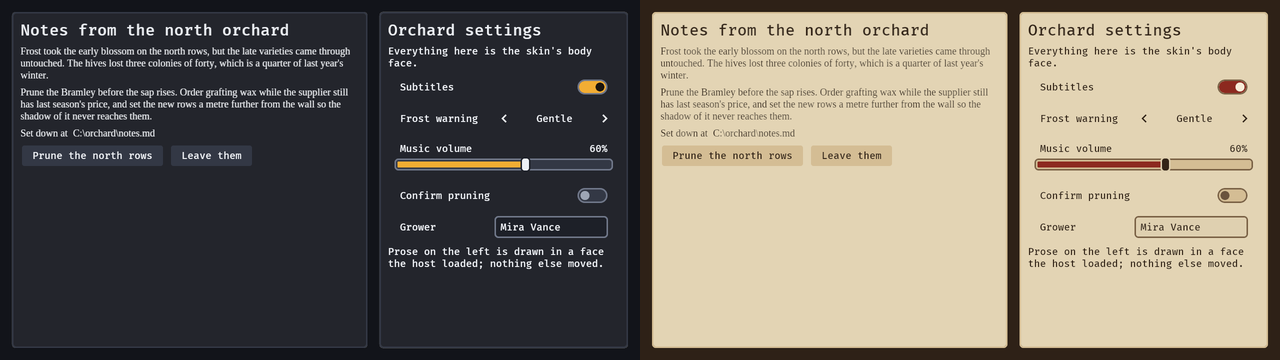 Notes from the north orchard
Frost took the early blossom on the north rows, but the late varieties came through
untouched. The hives lost three colonies of forty, which is a quarter of last year's
winter.
Prune the Bramley before the sap rises. Order grafting wax while the supplier still
has last season's price, and set the new rows a metre further from the wall so the
shadow of it never reaches them.
Set down at C:\orchard\notes.md
Prune the north rows
Leave them
Orchard settings
Everything here is the skin's body
face.
Subtitles
Frost warning
Gentle
Music volume
60%
Confirm pruning
Grower
Mira Vance
Prose on the left is drawn in a face
the host loaded; nothing else moved.
Notes from the north orchard
Frost took the early blossom on the north rows, but the late varieties came through
untouched. The hives lost three colonies of forty, which is a quarter of last year's
winter.
Prune the Bramley before the sap rises. Order grafting wax while the supplier still
has last season's price, and set the new rows a metre further from the wall so the
shadow of it never reaches them.
Set down at C:\orchard\notes.md
Prune the north rows
Leave them
Orchard settings
Everything here is the skin's body
face.
Subtitles
Frost warning
Gentle
Music volume
60%
Confirm pruning
Grower
Mira Vance
Prose on the left is drawn in a face
the host loaded; nothing else moved.